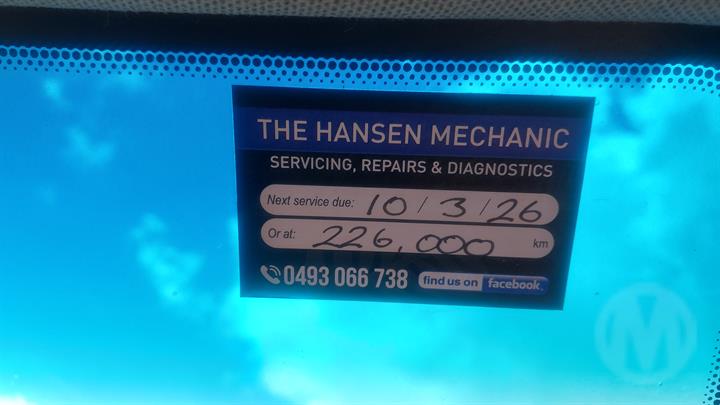 THE HANSEN MECHANIC
SERVICING, REPAIRS & DIAGNOSTICS
Next service due: 10/3/26
Or at: 226,000 km
0493 066 738 find us on facebook.
M